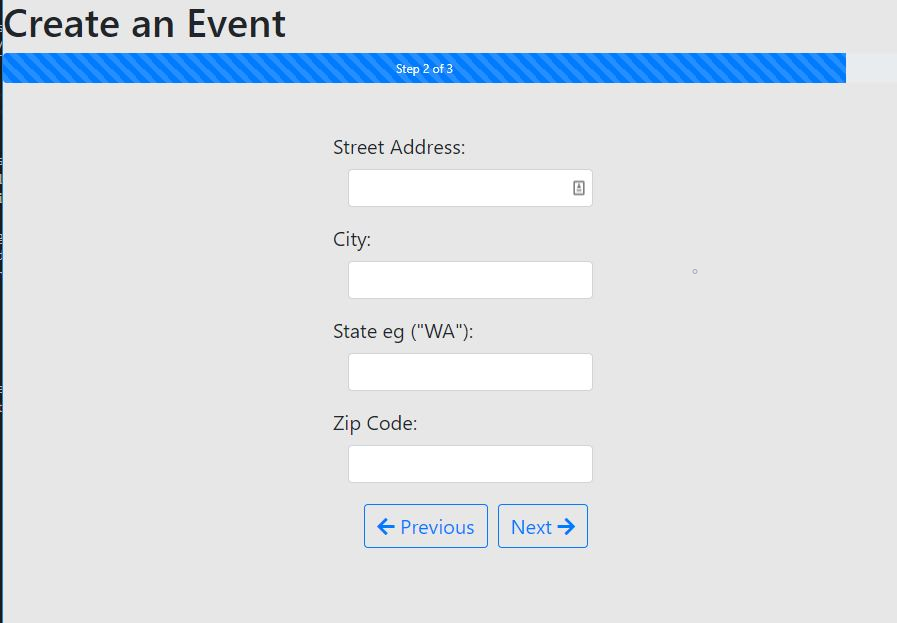 Create an Event
Step 2 of 3
Street Address:
City:
State eg ("WA"):
Zip Code:
Previous
Next